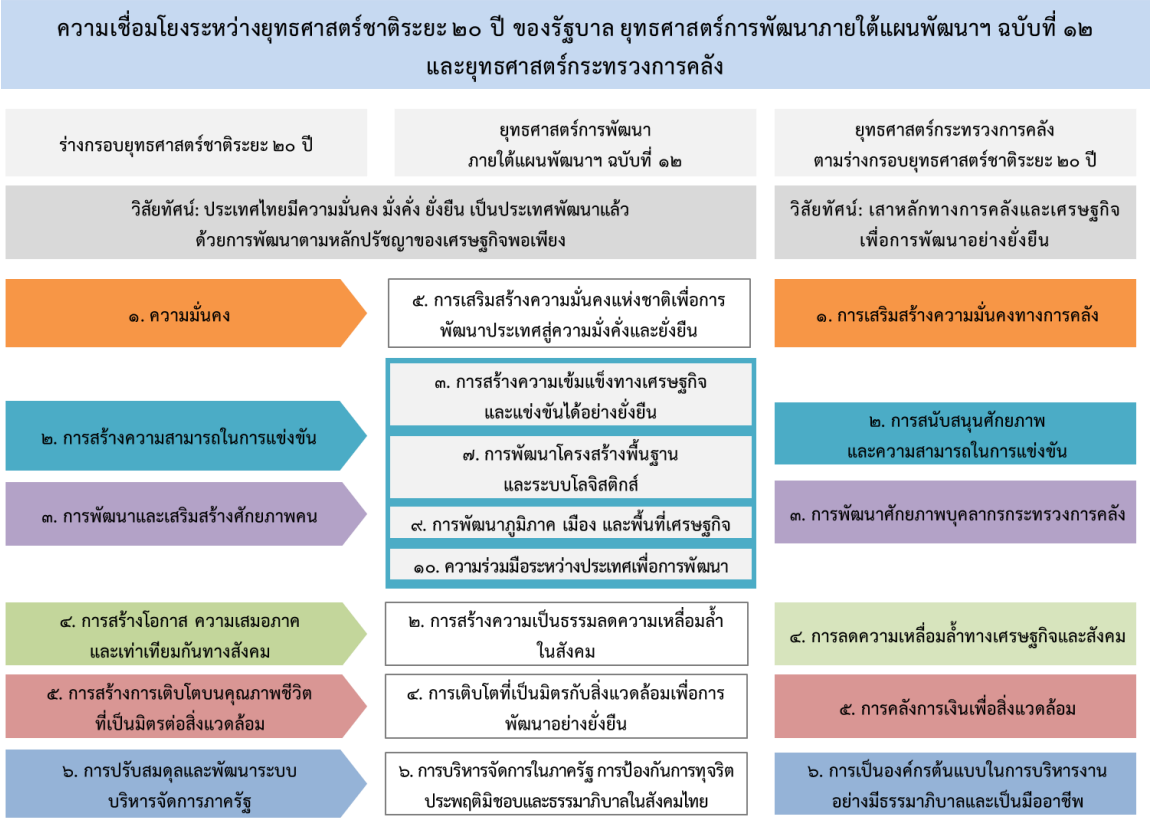 ความเชื่อมโยงระหว่างยุทธศาสตร์ชาติระยะ ๒๐ ปี ของรัฐบาล ยุทธศาสตร์การพัฒนาภายใต้แผนพัฒนาฯ ฉบับที่ ๑๒
และยุทธศาสตร์กระทรวงการคลัง
ร่างกรอบยุทธศาสตร์ชาติระยะ ๒๐ ปี
ยุทธศาสตร์การพัฒนา
ภายใต้แผนพัฒนาฯ ฉบับที่ ๑๒
ยุทธศาสตร์กระทรวงการคลัง
ตามร่างกรอบยุทธศาสตร์ชาติระยะ ๒๐ ปี
วิสัยทัศน์: ประเทศไทยมีความมั่นคง มั่งคั่ง ยั่งยืน เป็นประเทศพัฒนาแล้ว
ด้วยการพัฒนาตามหลักปรัชญาของเศรษฐกิจพอเพียง
วิสัยทัศน์: เสาหลักทางการคลังและเศรษฐกิจ
เพื่อการพัฒนาอย่างยั่งยืน
๑. ความมั่นคง
๕. การเสริมสร้างความมั่นคงแห่งชาติเพื่อการ
พัฒนาประเทศสู่ความมั่งคั่งและยั่งยืน
๑. การเสริมสร้างความมั่นคงทางการคลัง
๒. การสร้างความสามารถในการแข่งขัน
๓. การสร้างความเข้มแข็งทางเศรษฐกิจ
และแข่งขันได้อย่างยั่งยืน
๗. การพัฒนาโครงสร้างพื้นฐาน
และระบบโลจิสติกส์
๙. การพัฒนาภูมิภาค เมือง และพื้นที่เศรษฐกิจ
๑๐. ความร่วมมือระหว่างประเทศเพื่อการพัฒนา
๒. การสนับสนุนศักยภาพ
และความสามารถในการแข่งขัน
๓. การพัฒนาและเสริมสร้างศักยภาพคน
๓. การพัฒนาศักยภาพบุคลากรกระทรวงการคลัง
๔. การสร้างโอกาส ความเสมอภาค
และเท่าเทียมกันทางสังคม
๒. การสร้างความเป็นธรรมลดความเหลื่อมล้ำ
ในสังคม
๔. การลดความเหลื่อมล้ำทางเศรษฐกิจและสังคม
๕. การสร้างการเติบโตบนคุณภาพชีวิต
ที่เป็นมิตรต่อสิ่งแวดล้อม
๔. การเติบโตที่เป็นมิตรกับสิ่งแวดล้อมเพื่อการ
พัฒนาอย่างยั่งยืน
๕. การคลังการเงินเพื่อสิ่งแวดล้อม
๖. การปรับสมดุลและพัฒนาระบบ
บริหารจัดการภาครัฐ
๖. การบริหารจัดการในภาครัฐ การป้องกันการทุจริต
ประพฤติมิชอบและธรรมาภิบาลในสังคมไทย
๖. การเป็นองค์กรต้นแบบในการบริหารงาน
อย่างมีธรรมาภิบาลและเป็นมืออาชีพ